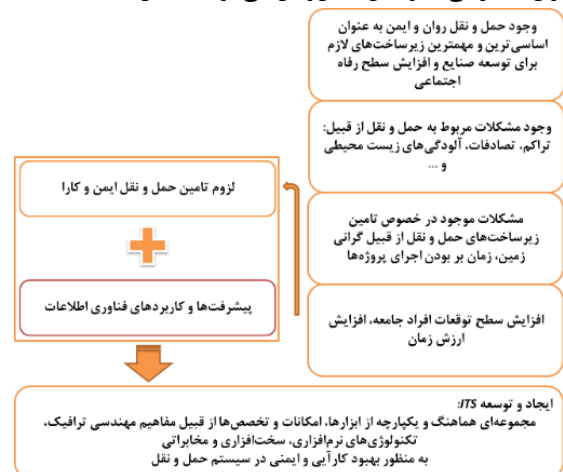 وجود حمل و نقل روان و ایمن به عنوان
اساسی‌ترین و مهمترین زیرساخت‌های لازم
برای توسعه صنایع و افزایش سطح رفاه
اجتماعی
وجود مشکلات مربوط به حمل و نقل از قبیل:
تراکم، تصادفات، آلودگی‌های زیست محیطی
و ...
مشکلات موجود در خصوص تامین
زیرساخت‌های حمل و نقل از قبیل گرانی
زمین، زمان بر بودن اجرای پروژه‌ها
افزایش سطح توقعات افراد جامعه، افزایش
ارزش زمان
لزوم تامین حمل و نقل ایمن و کارا
پیشرفت‌ها و کاربردهای فناوری اطلاعات
ایجاد و توسعه ITS:
مجموعه‌ای هماهنگ و یکپارچه از ابزارها، امکانات و تخصص‌ها از قبیل مفاهیم مهندسی ترافیک،
تکنولوژی‌های نرم‌افزاری، سخت‌افزاری و مخابراتی
به منظور بهبود کارآیی و ایمنی در سیستم حمل و نقل